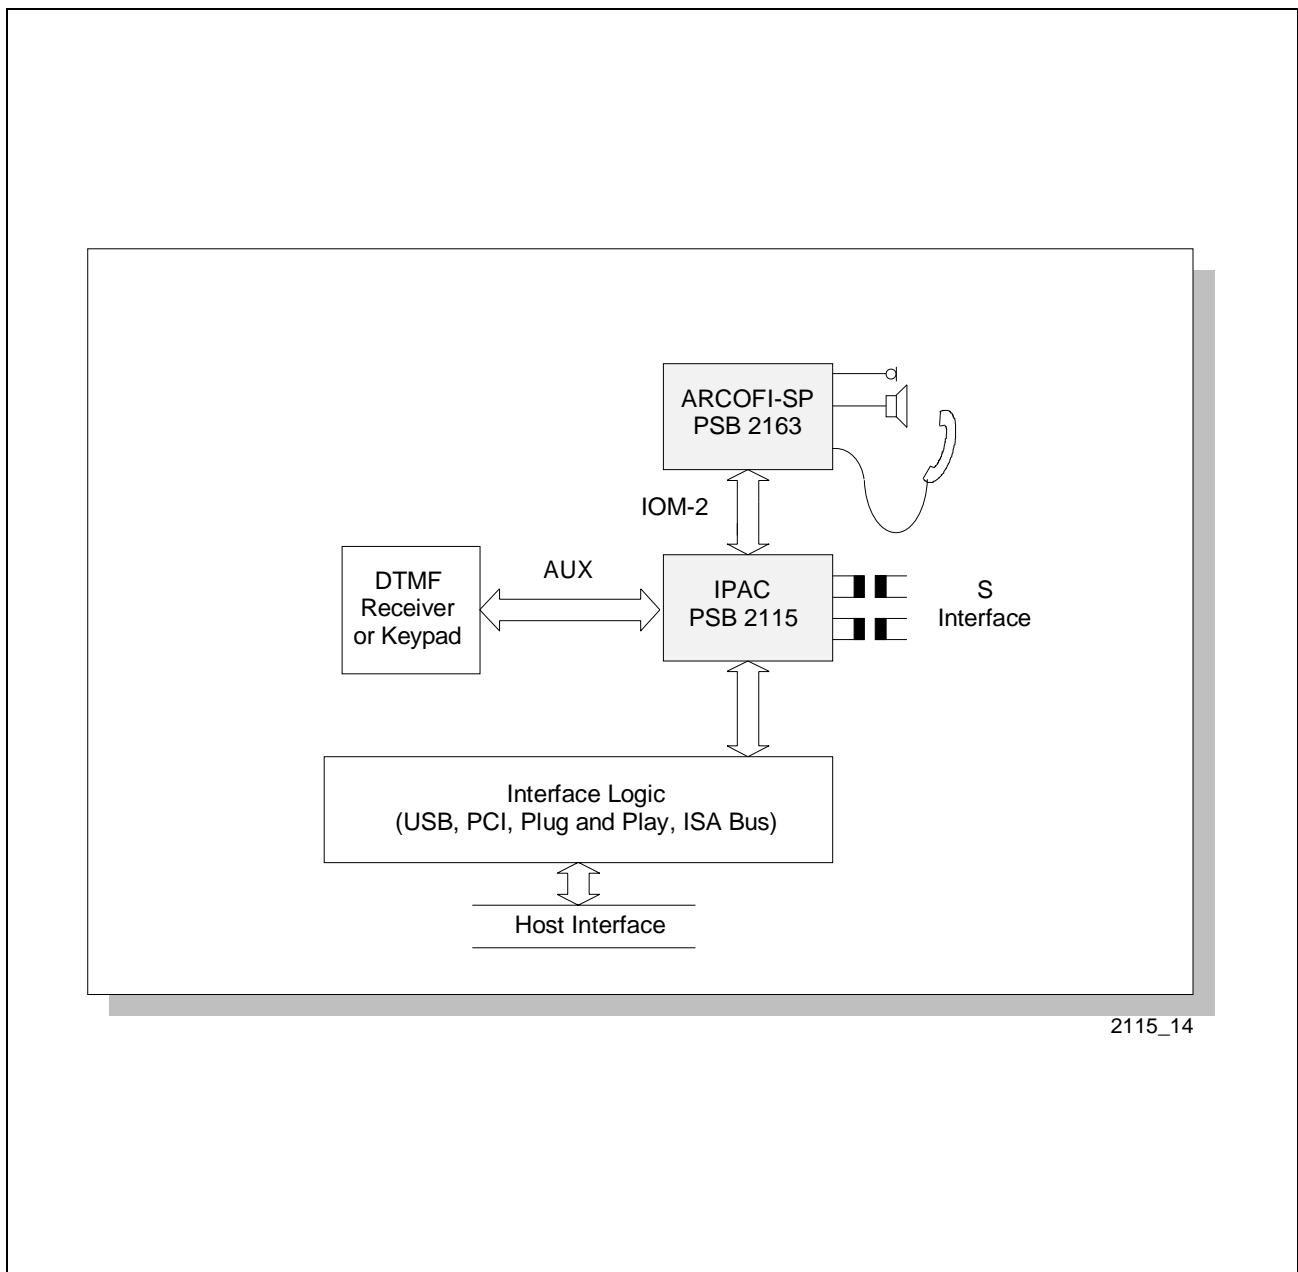 ARCOFI-SP
PSB 2163
IOM-2
AUX
DTMF
Receiver
or Keypad
IPAC
PSB 2115
S
Interface
Interface Logic
(USB, PCI, Plug and Play, ISA Bus)
Host Interface
2115_14